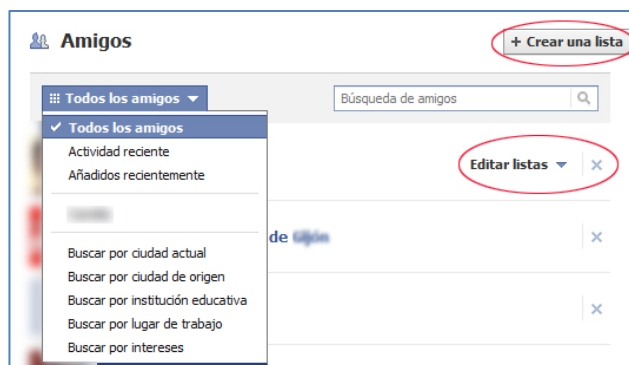 Amigos
+ Crear una lista
Todos los amigos
Búsqueda de amigos
Todos los amigos
Actividad reciente
Añadidos recientemente
Editar listas
de
Buscar por ciudad actual
Buscar por ciudad de origen
Buscar por institución educativa
Buscar por lugar de trabajo
Buscar por intereses